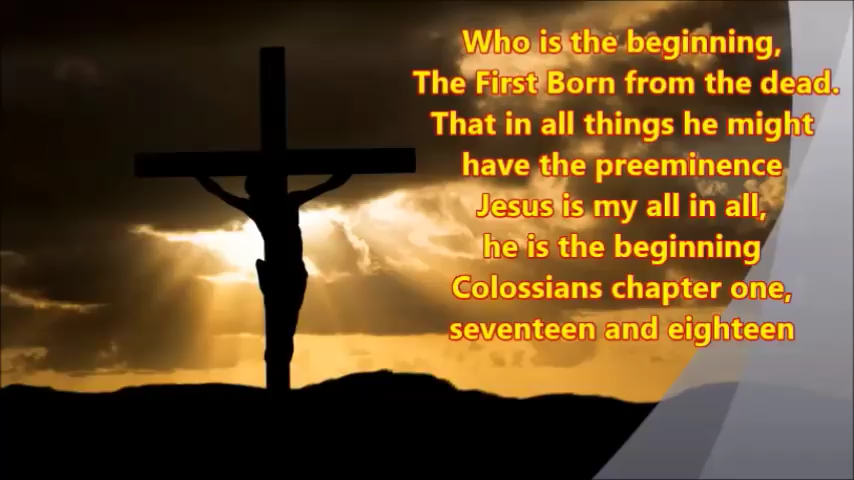 Who is the beginning,
The First Born from the dead.
That in all things he might
have the preeminence
Jesus is my all in all,
he is the beginning
Colossians chapter one,
seventeen and eighteen